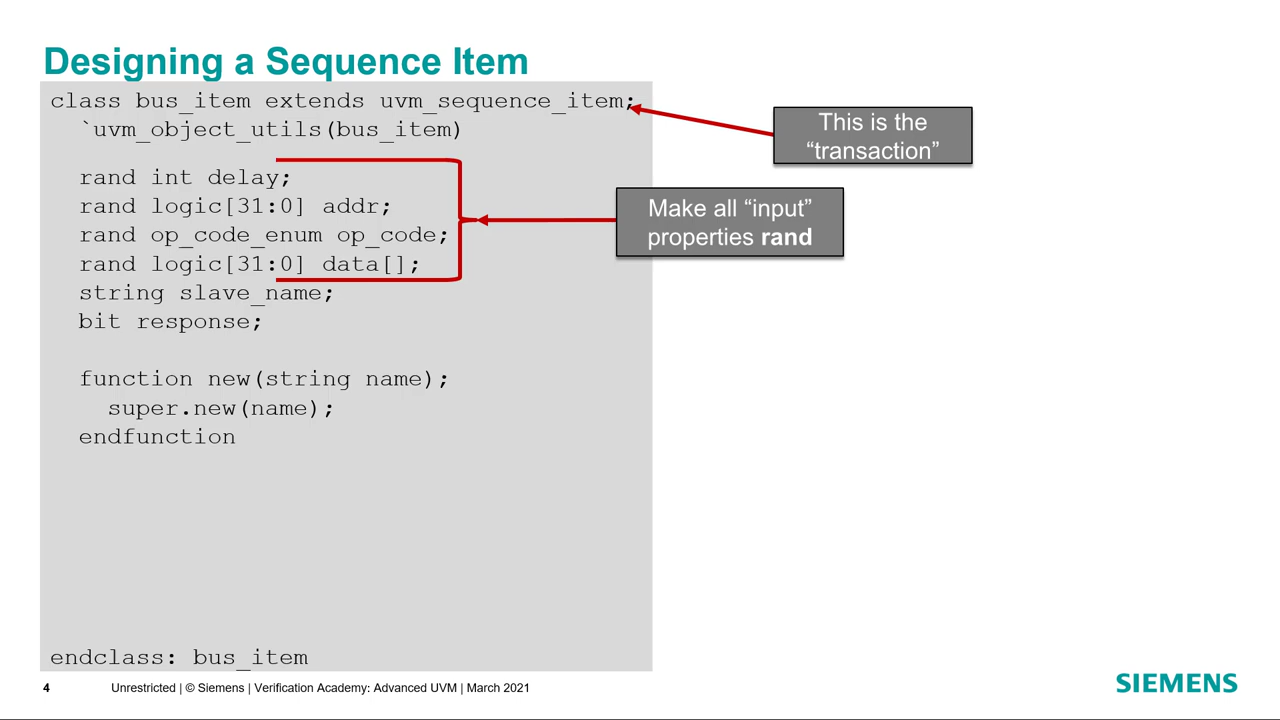 Designing a Sequence Item
class bus_item extends uvm_sequence_item;
`uvm_object_utils(bus_item)
rand int delay;
rand logic[31:0] addr;
rand op_code_enum op_code;
rand logic[31:0] data[];
string slave_name;
bit response;
function new(string name);
super.new(name);
endfunction
endclass: bus_item
This is the
“transaction”
Make all “input”
properties rand
4
Unrestricted | © Siemens | Verification Academy: Advanced UVM | March 2021
SIEMENS